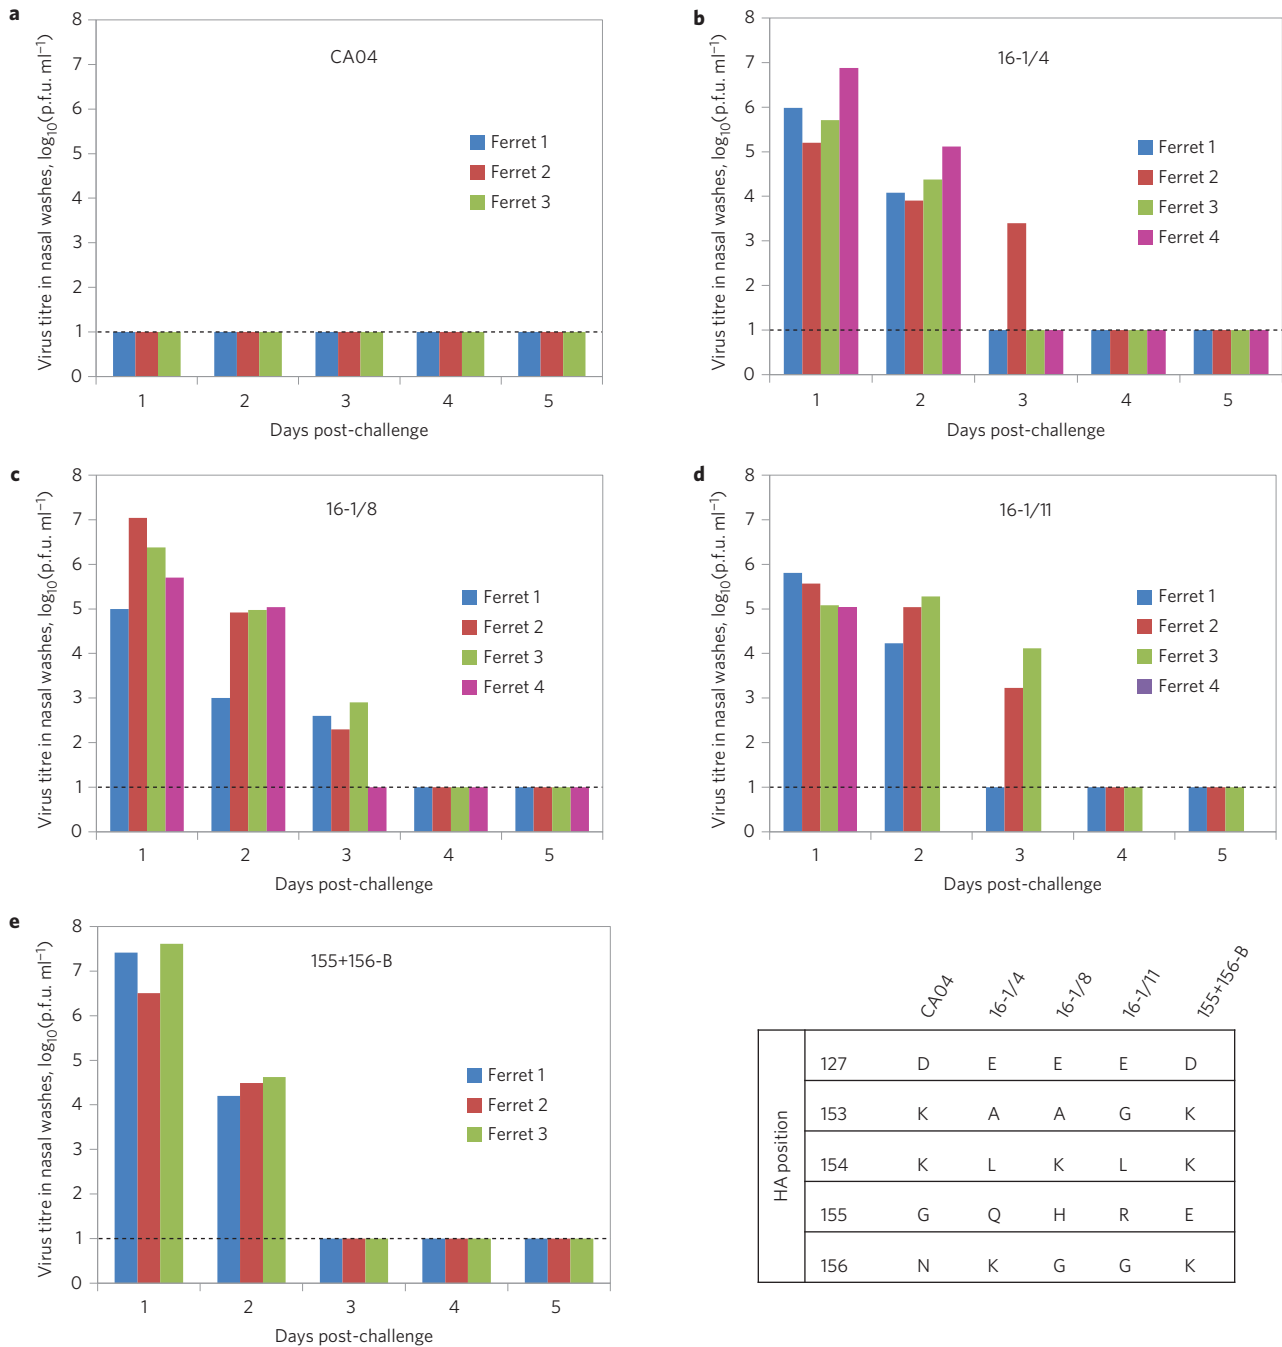 a
CA04
Virus titre in nasal washes, log10(p.f.u. ml−1)
8
7
6
5
4
3
2
1
0
Ferret 1
Ferret 2
Ferret 3
1 2 3 4 5
Days post-challenge
b
16-1/4
Virus titre in nasal washes, log10(p.f.u. ml−1)
8
7
6
5
4
3
2
1
0
Ferret 1
Ferret 2
Ferret 3
Ferret 4
1 2 3 4 5
Days post-challenge
c
16-1/8
Virus titre in nasal washes, log10(p.f.u. ml−1)
8
7
6
5
4
3
2
1
0
Ferret 1
Ferret 2
Ferret 3
Ferret 4
1 2 3 4 5
Days post-challenge
d
16-1/11
Virus titre in nasal washes, log10(p.f.u. ml−1)
8
7
6
5
4
3
2
1
0
Ferret 1
Ferret 2
Ferret 3
Ferret 4
1 2 3 4 5
Days post-challenge
e
155+156-B
Virus titre in nasal washes, log10(p.f.u. ml−1)
8
7
6
5
4
3
2
1
0
Ferret 1
Ferret 2
Ferret 3
1 2 3 4 5
Days post-challenge
CA04 16-1/4 16-1/8 16-1/11 155+156-B
HA position
127 D E E E D
153 K A A G K
154 K L K L K
155 G Q H R E
156 N K G G K